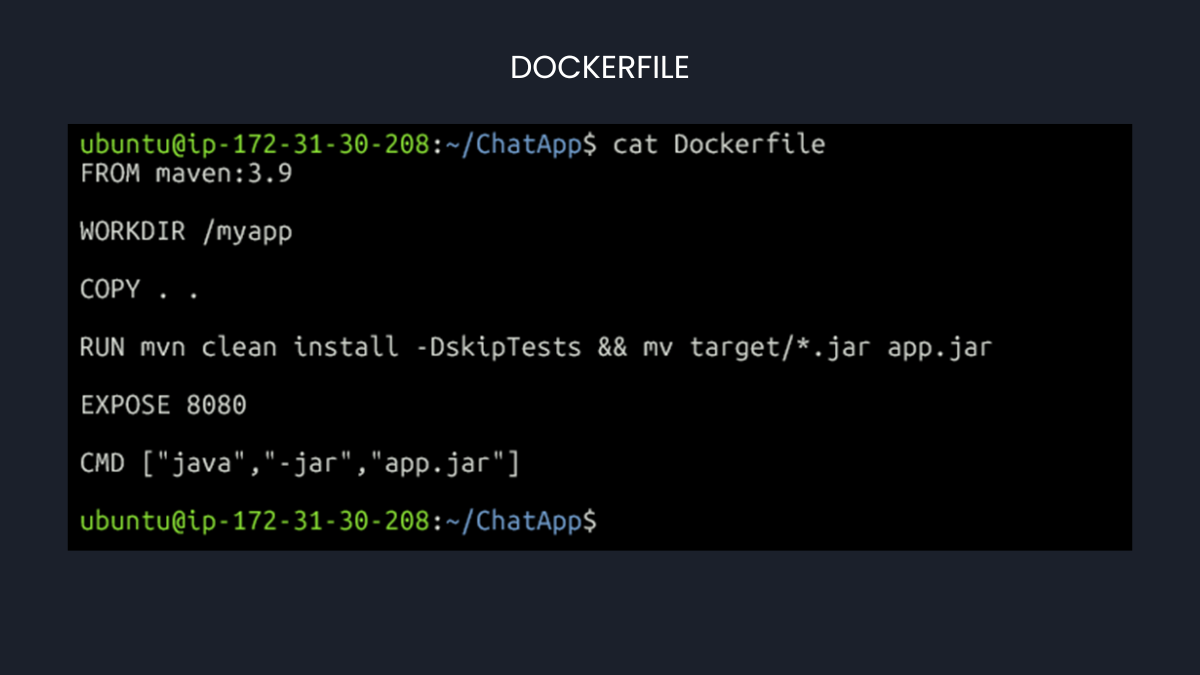 DOCKERFILE
ubuntu@ip-172-31-30-208:~/ChatApp$ cat Dockerfile
FROM maven:3.9
WORKDIR /myapp
COPY . .
RUN mvn clean install -DskipTests && mv target/*.jar app.jar
EXPOSE 8080
CMD ["java","-jar","app.jar"]
ubuntu@ip-172-31-30-208:~/ChatApp$